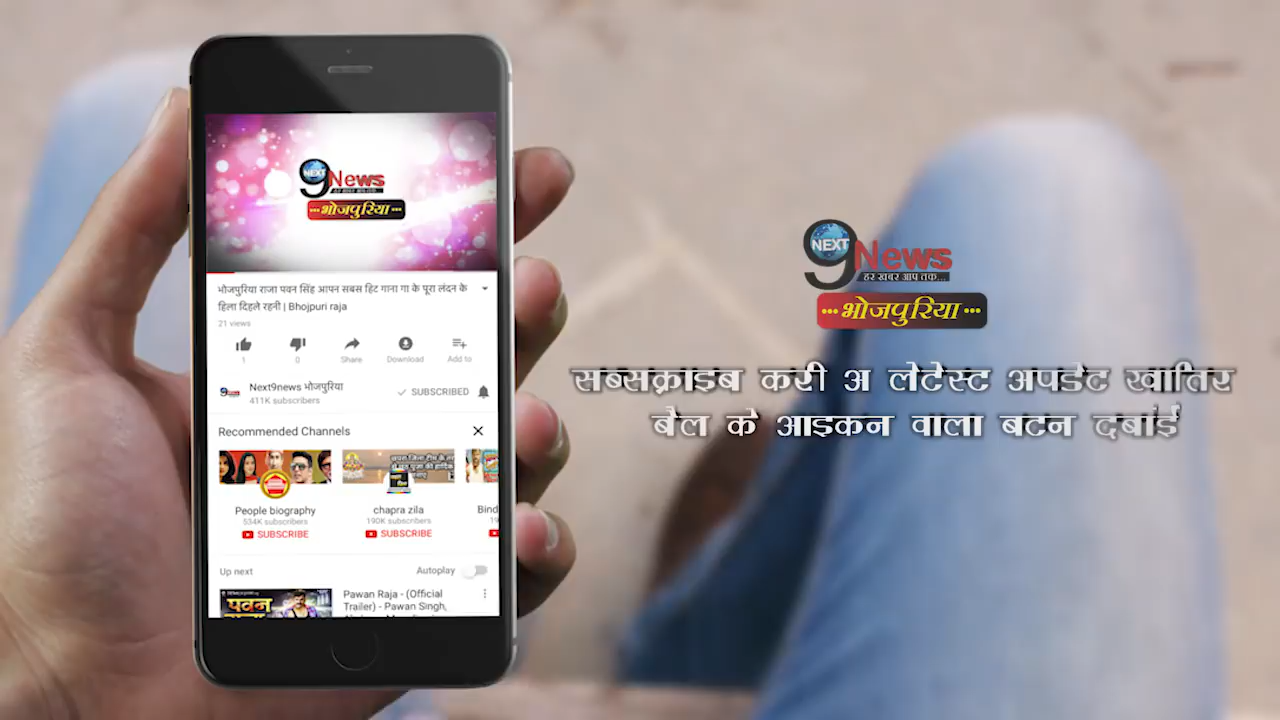 NEXT
9 News
हर खबर आप तक...
···भोजपुरिया···
भोजपुरिया राजा पवन सिंह आपन सबस हिट गाना गा के पूरा लंदन के
हिला दिहले रहनी | Bhojpuri raja
21 views
1
0
Share
Download
Add to
Next9news भोजपुरिया
411K subscribers
SUBSCRIBED
Recommended Channels
People biography
534K subscribers
SUBSCRIBE
chapra zila
190K subscribers
SUBSCRIBE
Bind
19
Up next
Autoplay
पवन
Pawan Raja - (Official
Trailer) - Pawan Singh,
NEXT
9 News
हर खबर आप तक...
···भोजपुरिया···
सब्सक्राइब करी अ लेटेस्ट अपडेट खातिर
बैल के आइकन वाला बटन दबाई